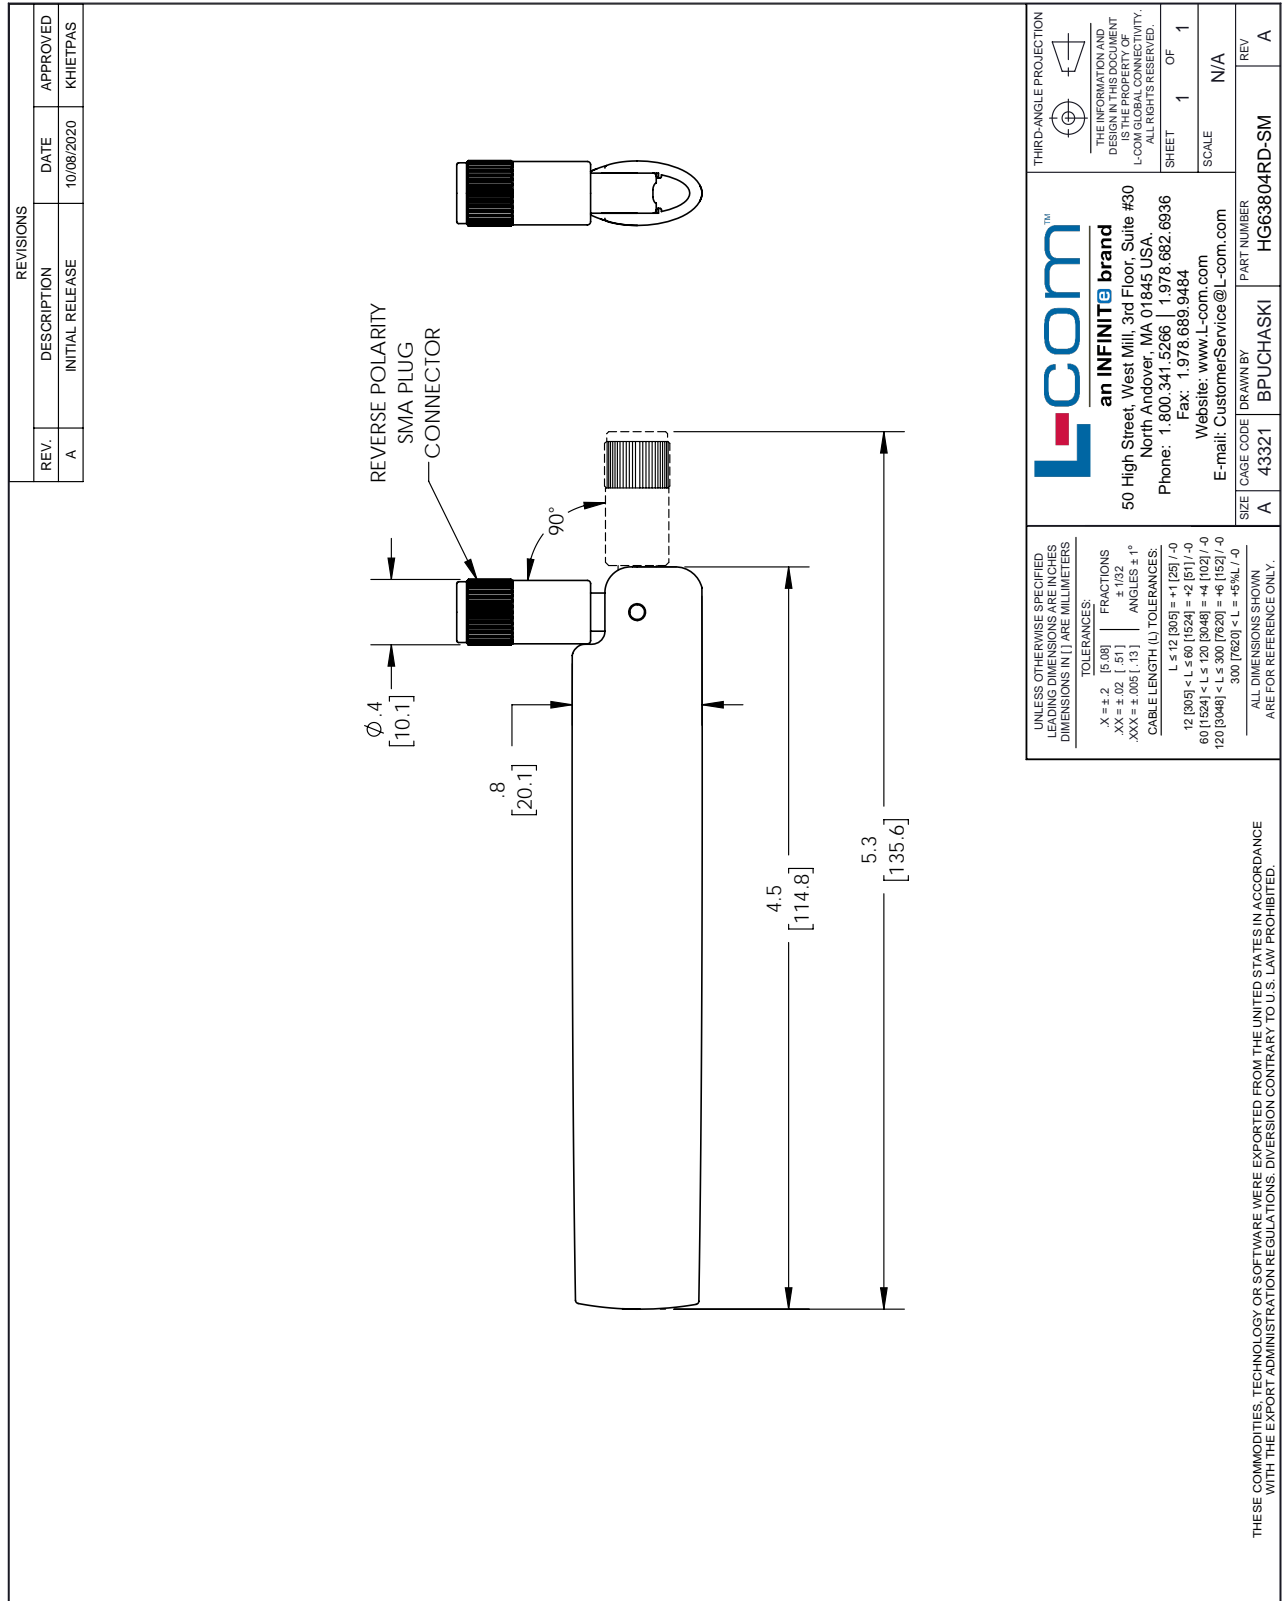 REVISIONS
REV. DESCRIPTION DATE APPROVED
A INITIAL RELEASE 10/08/2020 KHIETPAS
REVERSE POLARITY
SMA PLUG
CONNECTOR
Ø.4
[10.1]
90°
.8
[20.1]
4.5
[114.8]
5.3
[135.6]
UNLESS OTHERWISE SPECIFIED
LEADING DIMENSIONS ARE INCHES
DIMENSIONS IN [ ] ARE MILLIMETERS
TOLERANCES:
.X = ± .2 [5.08] FRACTIONS
.XX = ± .02 [ .51 ] ± 1/32
.XXX = ± .005 [ .13 ] ANGLES ± 1°
CABLE LENGTH (L) TOLERANCES:
L ≤ 12 [305] = +1 [25] / -0
12 [305] < L ≤ 60 [1524] = +2 [51] / -0
60 [1524] < L ≤ 120 [3048] = +4 [102] / -0
120 [3048] < L ≤ 300 [7620] = +6 [152] / -0
300 [7620] < L = +5%L / -0
ALL DIMENSIONS SHOWN
ARE FOR REFERENCE ONLY.
L-com™
an INFINITe brand
50 High Street, West Mill, 3rd Floor, Suite #30
North Andover, MA 01845 USA.
Phone: 1.800.341.5266 | 1.978.682.6936
Fax: 1.978.689.9484
Website: www.L-com.com
E-mail: CustomerService@L-com.com
THIRD-ANGLE PROJECTION
THE INFORMATION AND
DESIGN IN THIS DOCUMENT
IS THE PROPERTY OF
L-COM GLOBAL CONNECTIVITY.
ALL RIGHTS RESERVED.
SHEET 1 OF 1
SCALE N/A
SIZE CAGE CODE DRAWN BY PART NUMBER REV
A 43321 BPUCHASKI HG63804RD-SM A
THESE COMMODITIES, TECHNOLOGY OR SOFTWARE WERE EXPORTED FROM THE UNITED STATES IN ACCORDANCE
WITH THE EXPORT ADMINISTRATION REGULATIONS. DIVERSION CONTRARY TO U.S. LAW PROHIBITED.